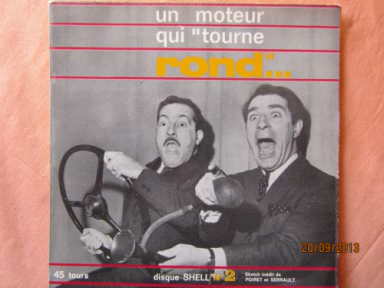 un moteur
qui "tourne
rond"...
45 tours
disque SHELL N°2
Sketch inédit de
POIRET et SERRAULT
20/09/2013